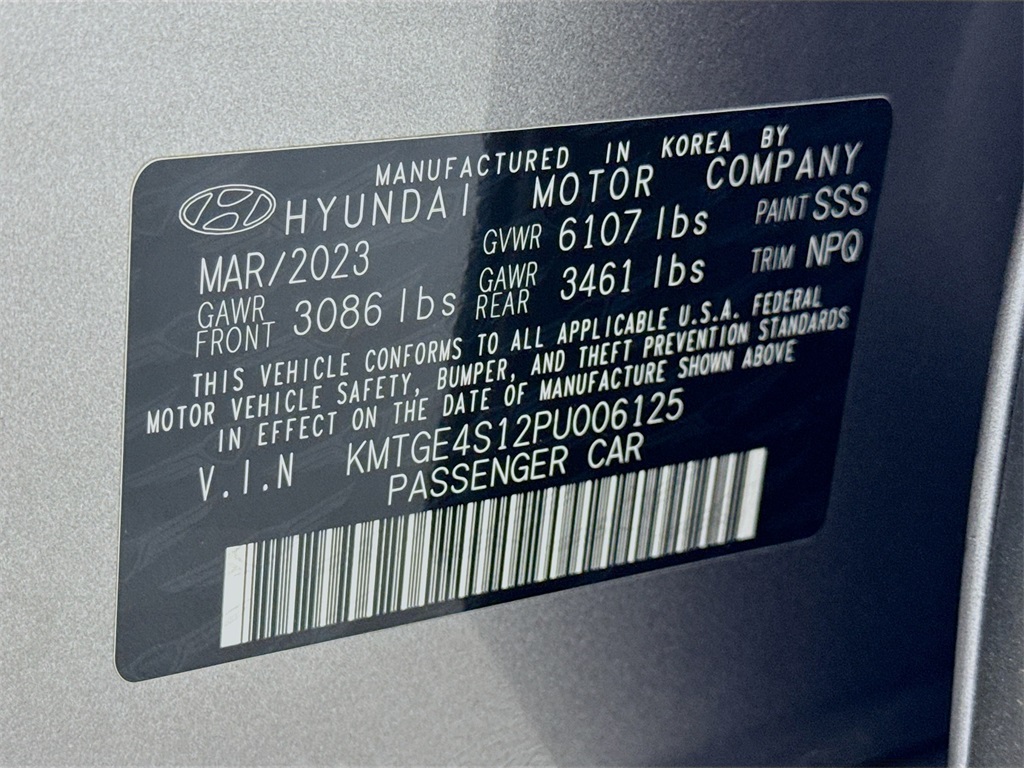 MANUFACTURED IN KOREA BY
HYUNDAI MOTOR COMPANY
MAR/2023 GVWR 6107 lbs PAINT SSS
GAWR FRONT 3086 lbs GAWR REAR 3461 lbs TRIM NPQ
THIS VEHICLE CONFORMS TO ALL APPLICABLE U.S.A. FEDERAL
MOTOR VEHICLE SAFETY, BUMPER, AND THEFT PREVENTION STANDARDS
IN EFFECT ON THE DATE OF MANUFACTURE SHOWN ABOVE
V.I.N KMTGE4S12PU006125
PASSENGER CAR